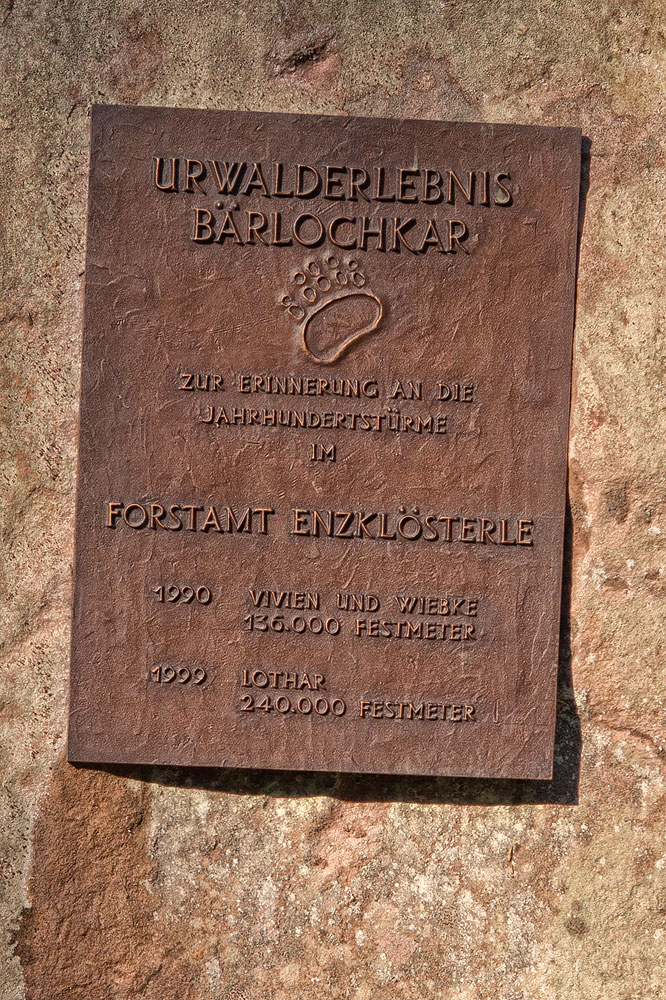 URWALDERLEBNIS
BÄRLOCHKAR
ZUR ERINNERUNG AN DIE
JAHRHUNDERTSTÜRME
IM
FORSTAMT ENZKLÖSTERLE
1990 VIVIEN UND WIEBKE
136.000 FESTMETER
1999 LOTHAR
240.000 FESTMETER